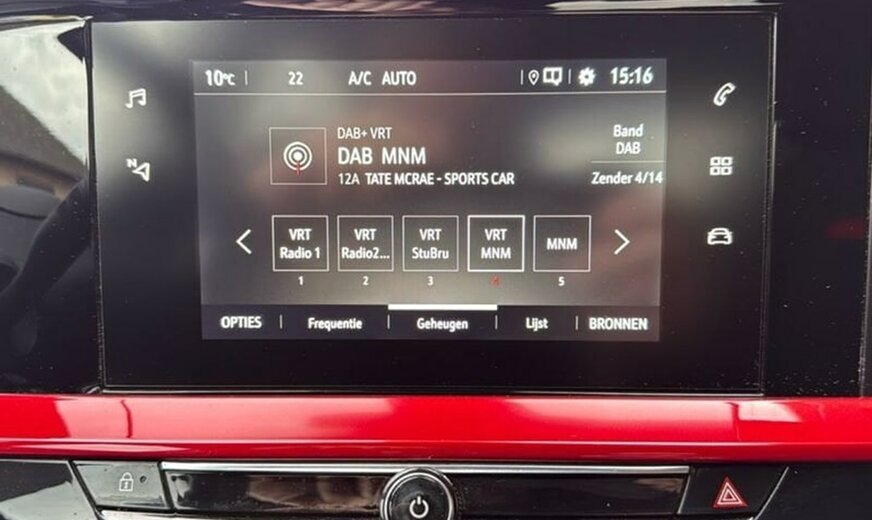 10°C 22 A/C AUTO 15:16
DAB+ VRT
DAB MNM
12A TATE MCRAE - SPORTS CAR
Band
DAB
Zender 4/14
VRT
Radio 1
VRT
Radio2...
VRT
StuBru
VRT
MNM
MNM
1 2 3 4 5
OPTIES Frequentie Geheugen Lijst BRONNEN
N